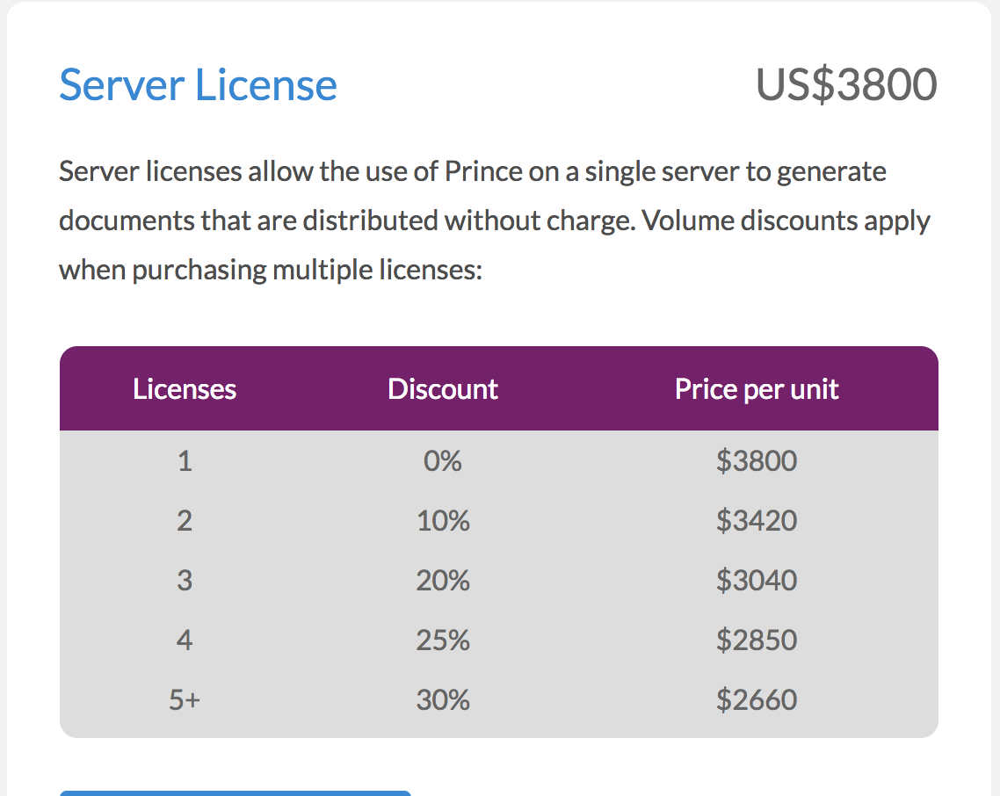 Server License US$3800
Server licenses allow the use of Prince on a single server to generate
documents that are distributed without charge. Volume discounts apply
when purchasing multiple licenses:
Licenses Discount Price per unit
1 0% $3800
2 10% $3420
3 20% $3040
4 25% $2850
5+ 30% $2660